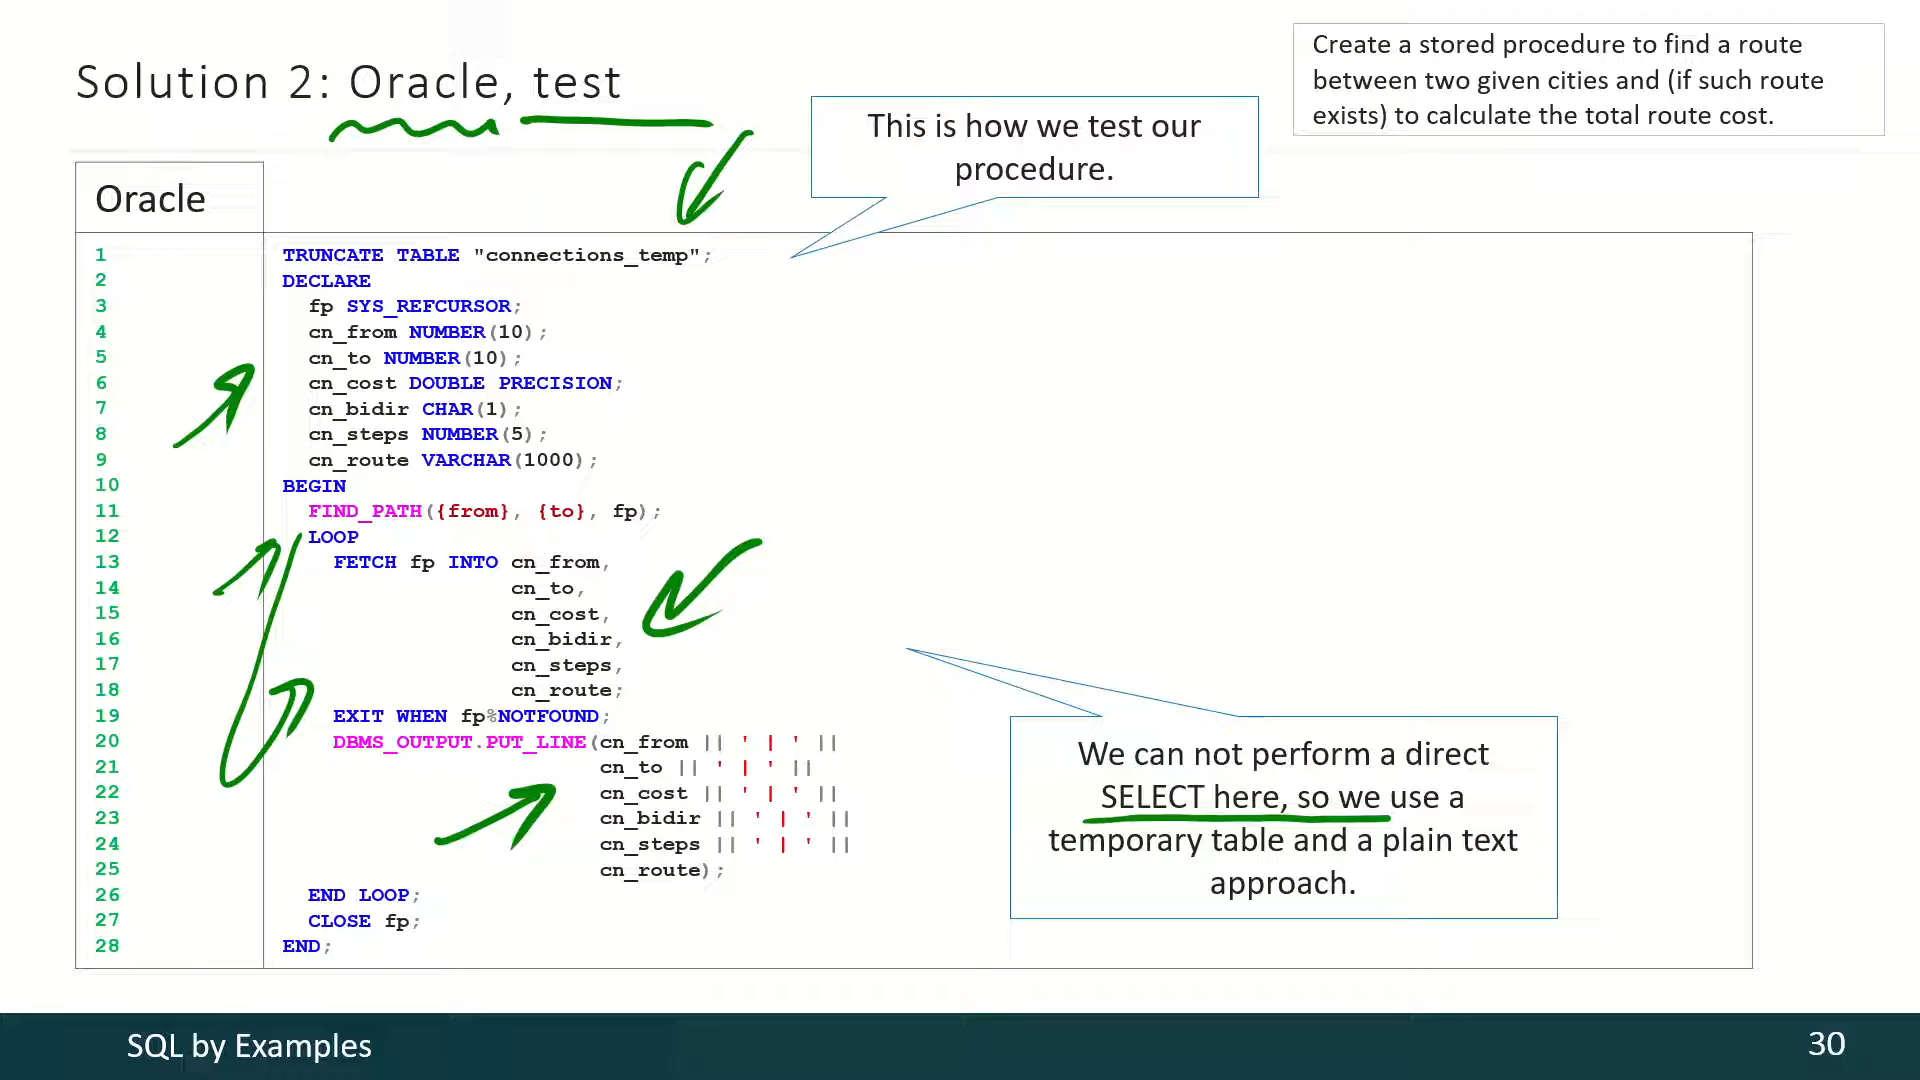 Solution 2: Oracle, test
Create a stored procedure to find a route
between two given cities and (if such route
exists) to calculate the total route cost.
This is how we test our
procedure.
Oracle
1 TRUNCATE TABLE "connections_temp";
2 DECLARE
3 fp SYS_REFCURSOR;
4 cn_from NUMBER(10);
5 cn_to NUMBER(10);
6 cn_cost DOUBLE PRECISION;
7 cn_bidir CHAR(1);
8 cn_steps NUMBER(5);
9 cn_route VARCHAR(1000);
10 BEGIN
11 FIND_PATH({from}, {to}, fp);
12 LOOP
13 FETCH fp INTO cn_from,
14 cn_to,
15 cn_cost,
16 cn_bidir,
17 cn_steps,
18 cn_route;
19 EXIT WHEN fp%NOTFOUND;
20 DBMS_OUTPUT.PUT_LINE(cn_from || ' | ' ||
21 cn_to || ' | ' ||
22 cn_cost || ' | ' ||
23 cn_bidir || ' | ' ||
24 cn_steps || ' | ' ||
25 cn_route);
26 END LOOP;
27 CLOSE fp;
28 END;
We can not perform a direct
SELECT here, so we use a
temporary table and a plain text
approach.
SQL by Examples
30